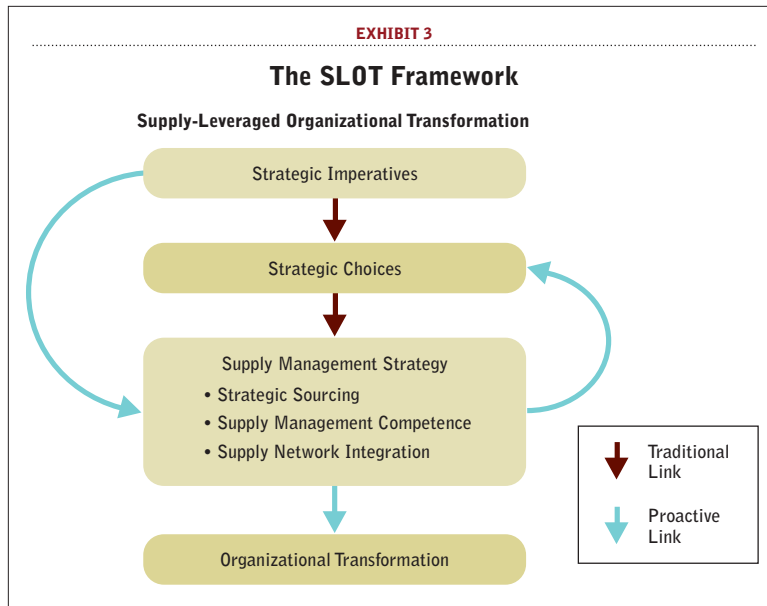 EXHIBIT 3
The SLOT Framework
Supply-Leveraged Organizational Transformation
Strategic Imperatives
Strategic Choices
Supply Management Strategy
• Strategic Sourcing
• Supply Management Competence
• Supply Network Integration
Organizational Transformation
Traditional
Link
Proactive
Link